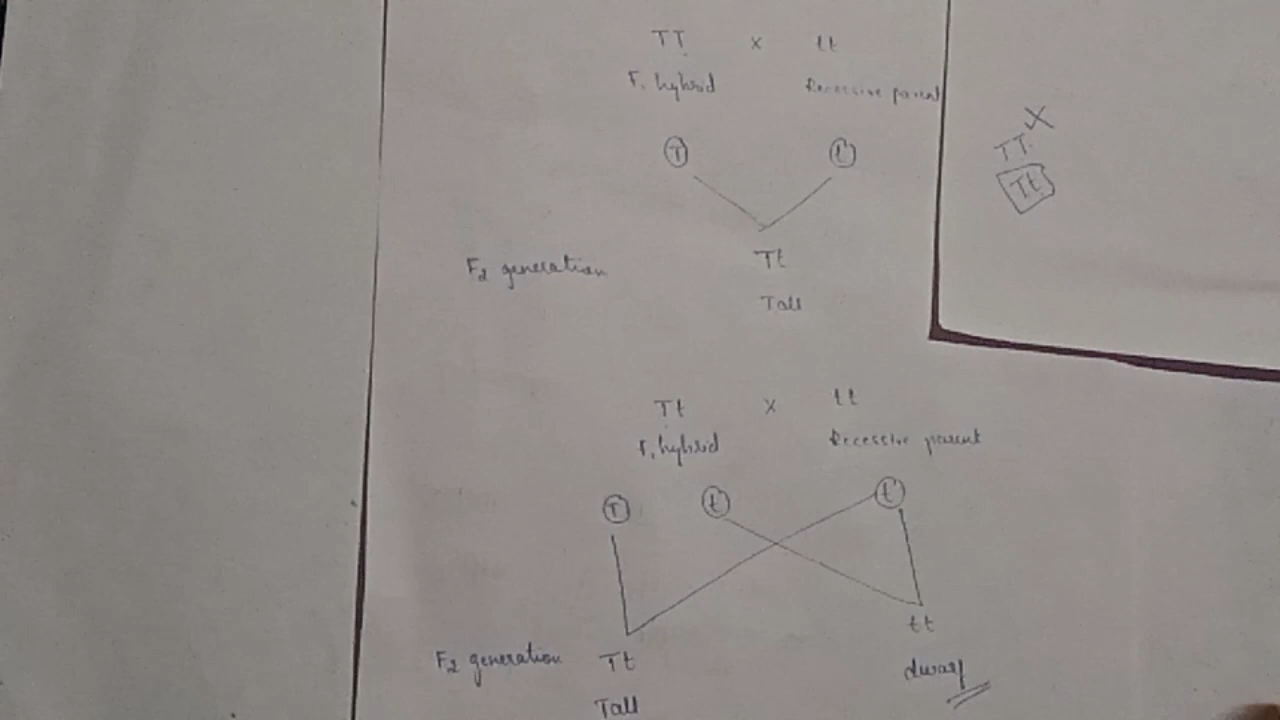 TT x tt
F1 hybrid Recessive parent
T t
F2 generation Tt
Tall
x
TT
Tt
Tt x tt
F1 hybrid Recessive parent
T t t
tt
F2 generation Tt
dwarf
Tall